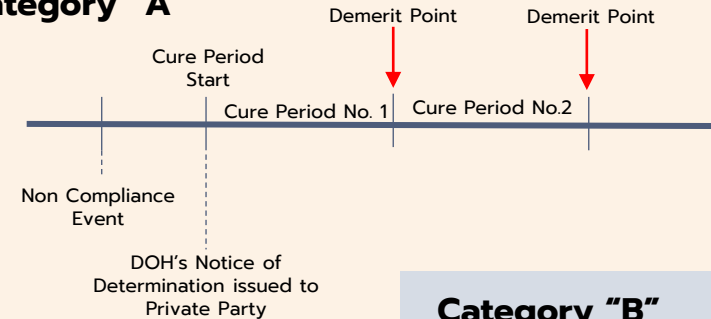 “A
Demerit Point
Demerit Point
Cure Period
Start
Cure Period No. 1
Cure Period No.2
Non Compliance
Event
DOH’s Notice of
Determination issued to
Private Party
Category “B”